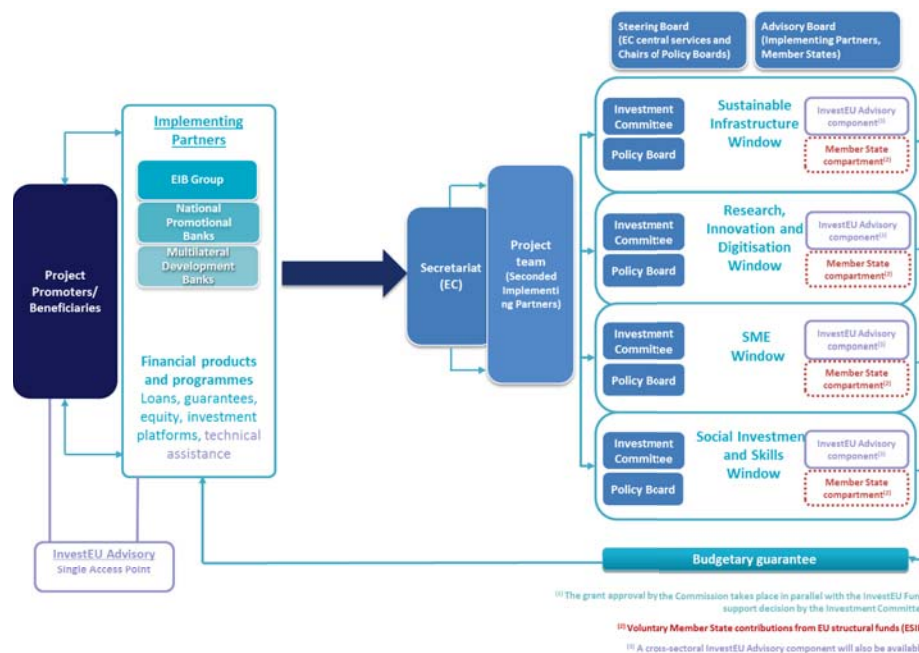 Steering Board
(EC central services and
Chairs of Policy Boards)
Advisory Board
(Implementing Partners,
Member States)
Implementing
Partners
EIB Group
National
Promotional
Banks
Multilateral
Development
Banks
Project
Promoters/
Beneficiaries
Financial products
and programmes
Loans, guarantees,
equity, investment
platforms, technical
assistance
InvestEU Advisory
Single Access Point
Secretariat
(EC)
Project
team
(Seconded
Implementi
ng Partners)
Investment
Committee
Policy Board
Sustainable
Infrastructure
Window
InvestEU Advisory
component(3)
Member State
compartment(2)
Investment
Committee
Policy Board
Research,
Innovation and
Digitisation
Window
InvestEU Advisory
component(3)
Member State
compartment(2)
Investment
Committee
Policy Board
SME
Window
InvestEU Advisory
component(3)
Member State
compartment(2)
Investment
Committee
Policy Board
Social Investmen
and Skills
Window
InvestEU Advisory
component(3)
Member State
compartment(2)
Budgetary guarantee
(1) The grant approval by the Commission takes place in parallel with the InvestEU Fun
support decision by the Investment Committe
(2) Voluntary Member State contributions from EU structural funds (ESI
(3) A cross-sectoral InvestEU Advisory component will also be availabl